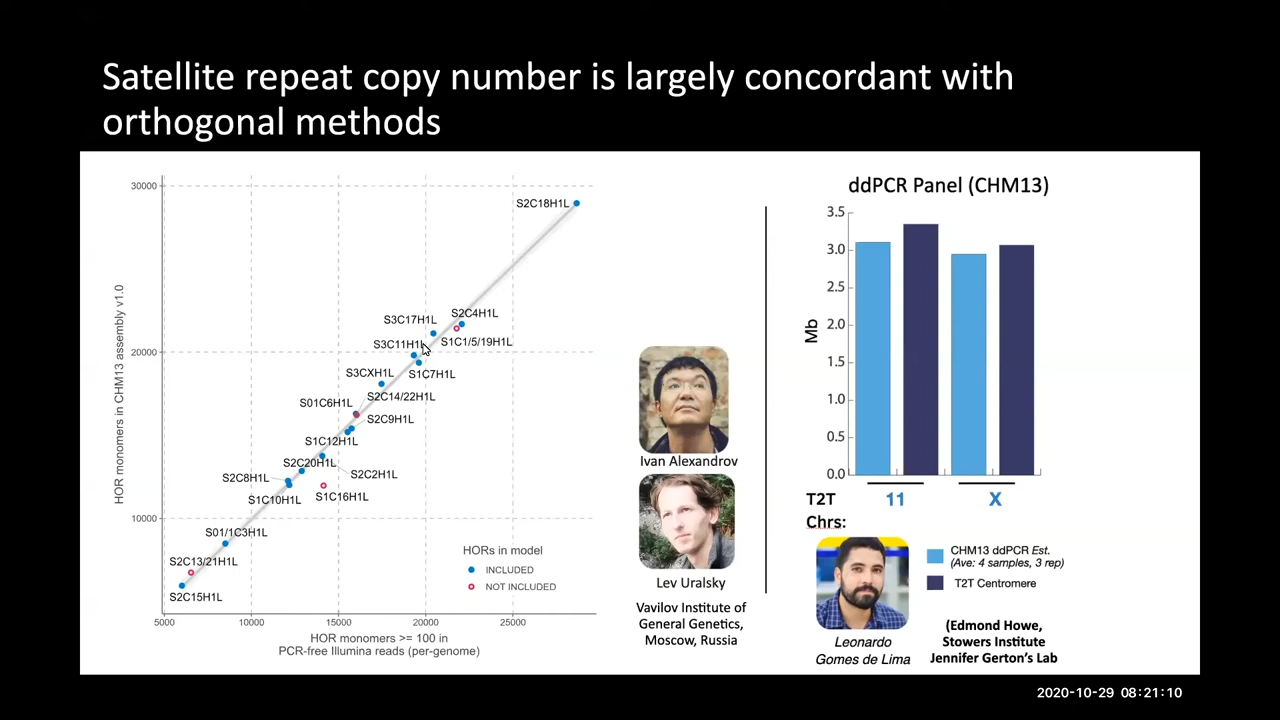 Satellite repeat copy number is largely concordant with
orthogonal methods
HOR monomers in CHM13 assembly v1.0
30000
20000
10000
S2C18H1L
S3C17H1L
S2C4H1L
S3C11H1L
S1C1/5/19H1L
S1C7H1L
S3CXH1L
S2C14/22H1L
S01C6H1L
S2C9H1L
S1C12H1L
S2C20H1L
S2C2H1L
S2C8H1L
S1C10H1L
S1C16H1L
S01/1C3H1L
S2C13/21H1L
S2C15H1L
HORs in model
INCLUDED
NOT INCLUDED
5000 10000 15000 20000 25000
HOR monomers >= 100 in
PCR-free Illumina reads (per-genome)
Ivan Alexandrov
Lev Uralsky
Vavilov Institute of
General Genetics,
Moscow, Russia
ddPCR Panel (CHM13)
Mb
3.5
3.0
2.5
2.0
1.5
1.0
0.5
0.0
T2T 11 X
Chrs:
CHM13 ddPCR Est.
(Ave: 4 samples, 3 rep)
T2T Centromere
Leonardo
Gomes de Lima
(Edmond Howe,
Stowers Institute
Jennifer Gerton's Lab
2020-10-29 08:21:10